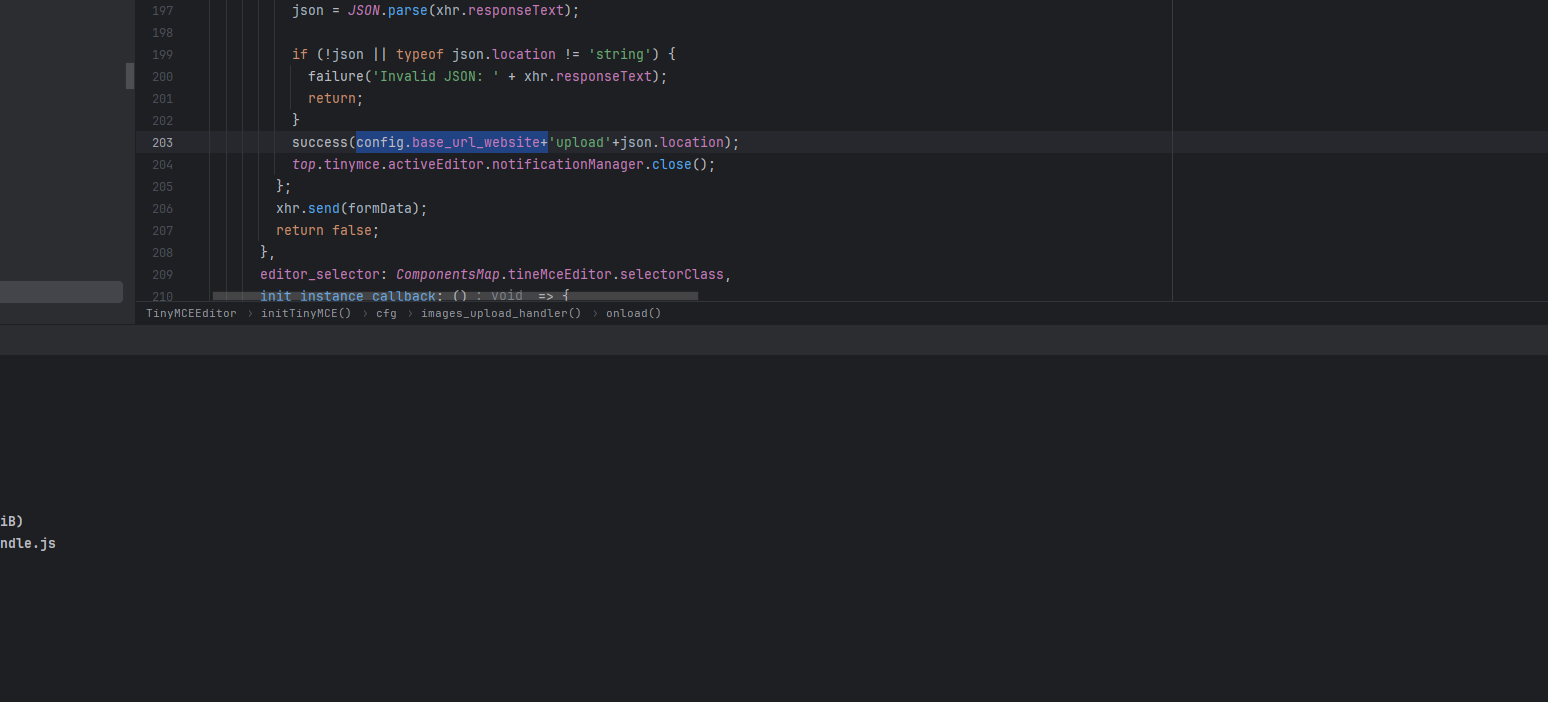 197 json = JSON.parse(xhr.responseText);
198
199 if (!json || typeof json.location != 'string') {
200 failure('Invalid JSON: ' + xhr.responseText);
201 return;
202 }
203 success(config.base_url_website+'upload'+json.location);
204 top.tinymce.activeEditor.notificationManager.close();
205 };
206 xhr.send(formData);
207 return false;
208 },
209 editor_selector: ComponentsMap.tineMceEditor.selectorClass,
210 init_instance_callback: () : void => {
TinyMCEEditor > initTinyMCE() > cfg > images_upload_handler() > onload()
iB)
ndle.js